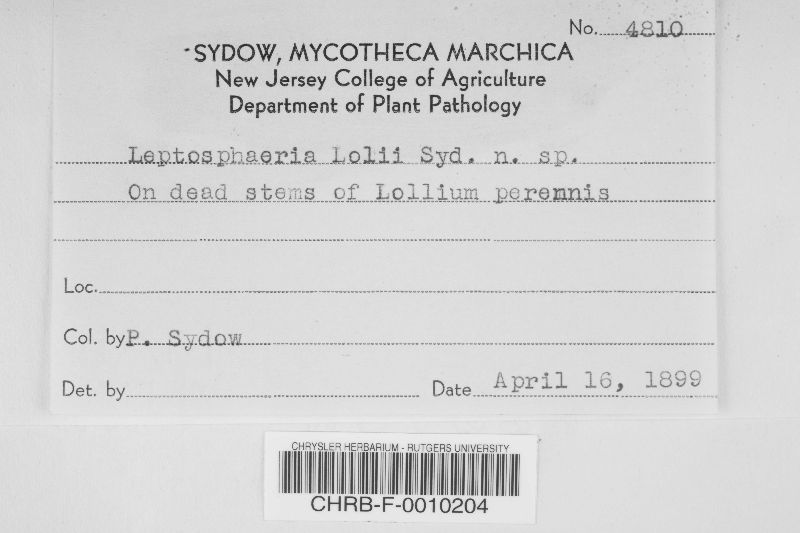 No. 4810
SYDOW, MYCOTHECA MARCHICA
New Jersey College of Agriculture
Department of Plant Pathology
Leptosphaeria Lolii Syd. n. sp.
On dead stems of Lollium perennis
Loc.
Col. by P. Sydow
Det. by Date April 16, 1899
CHRYSLER HERBARIUM - RUTGERS UNIVERSITY
CHRB-F-0010204